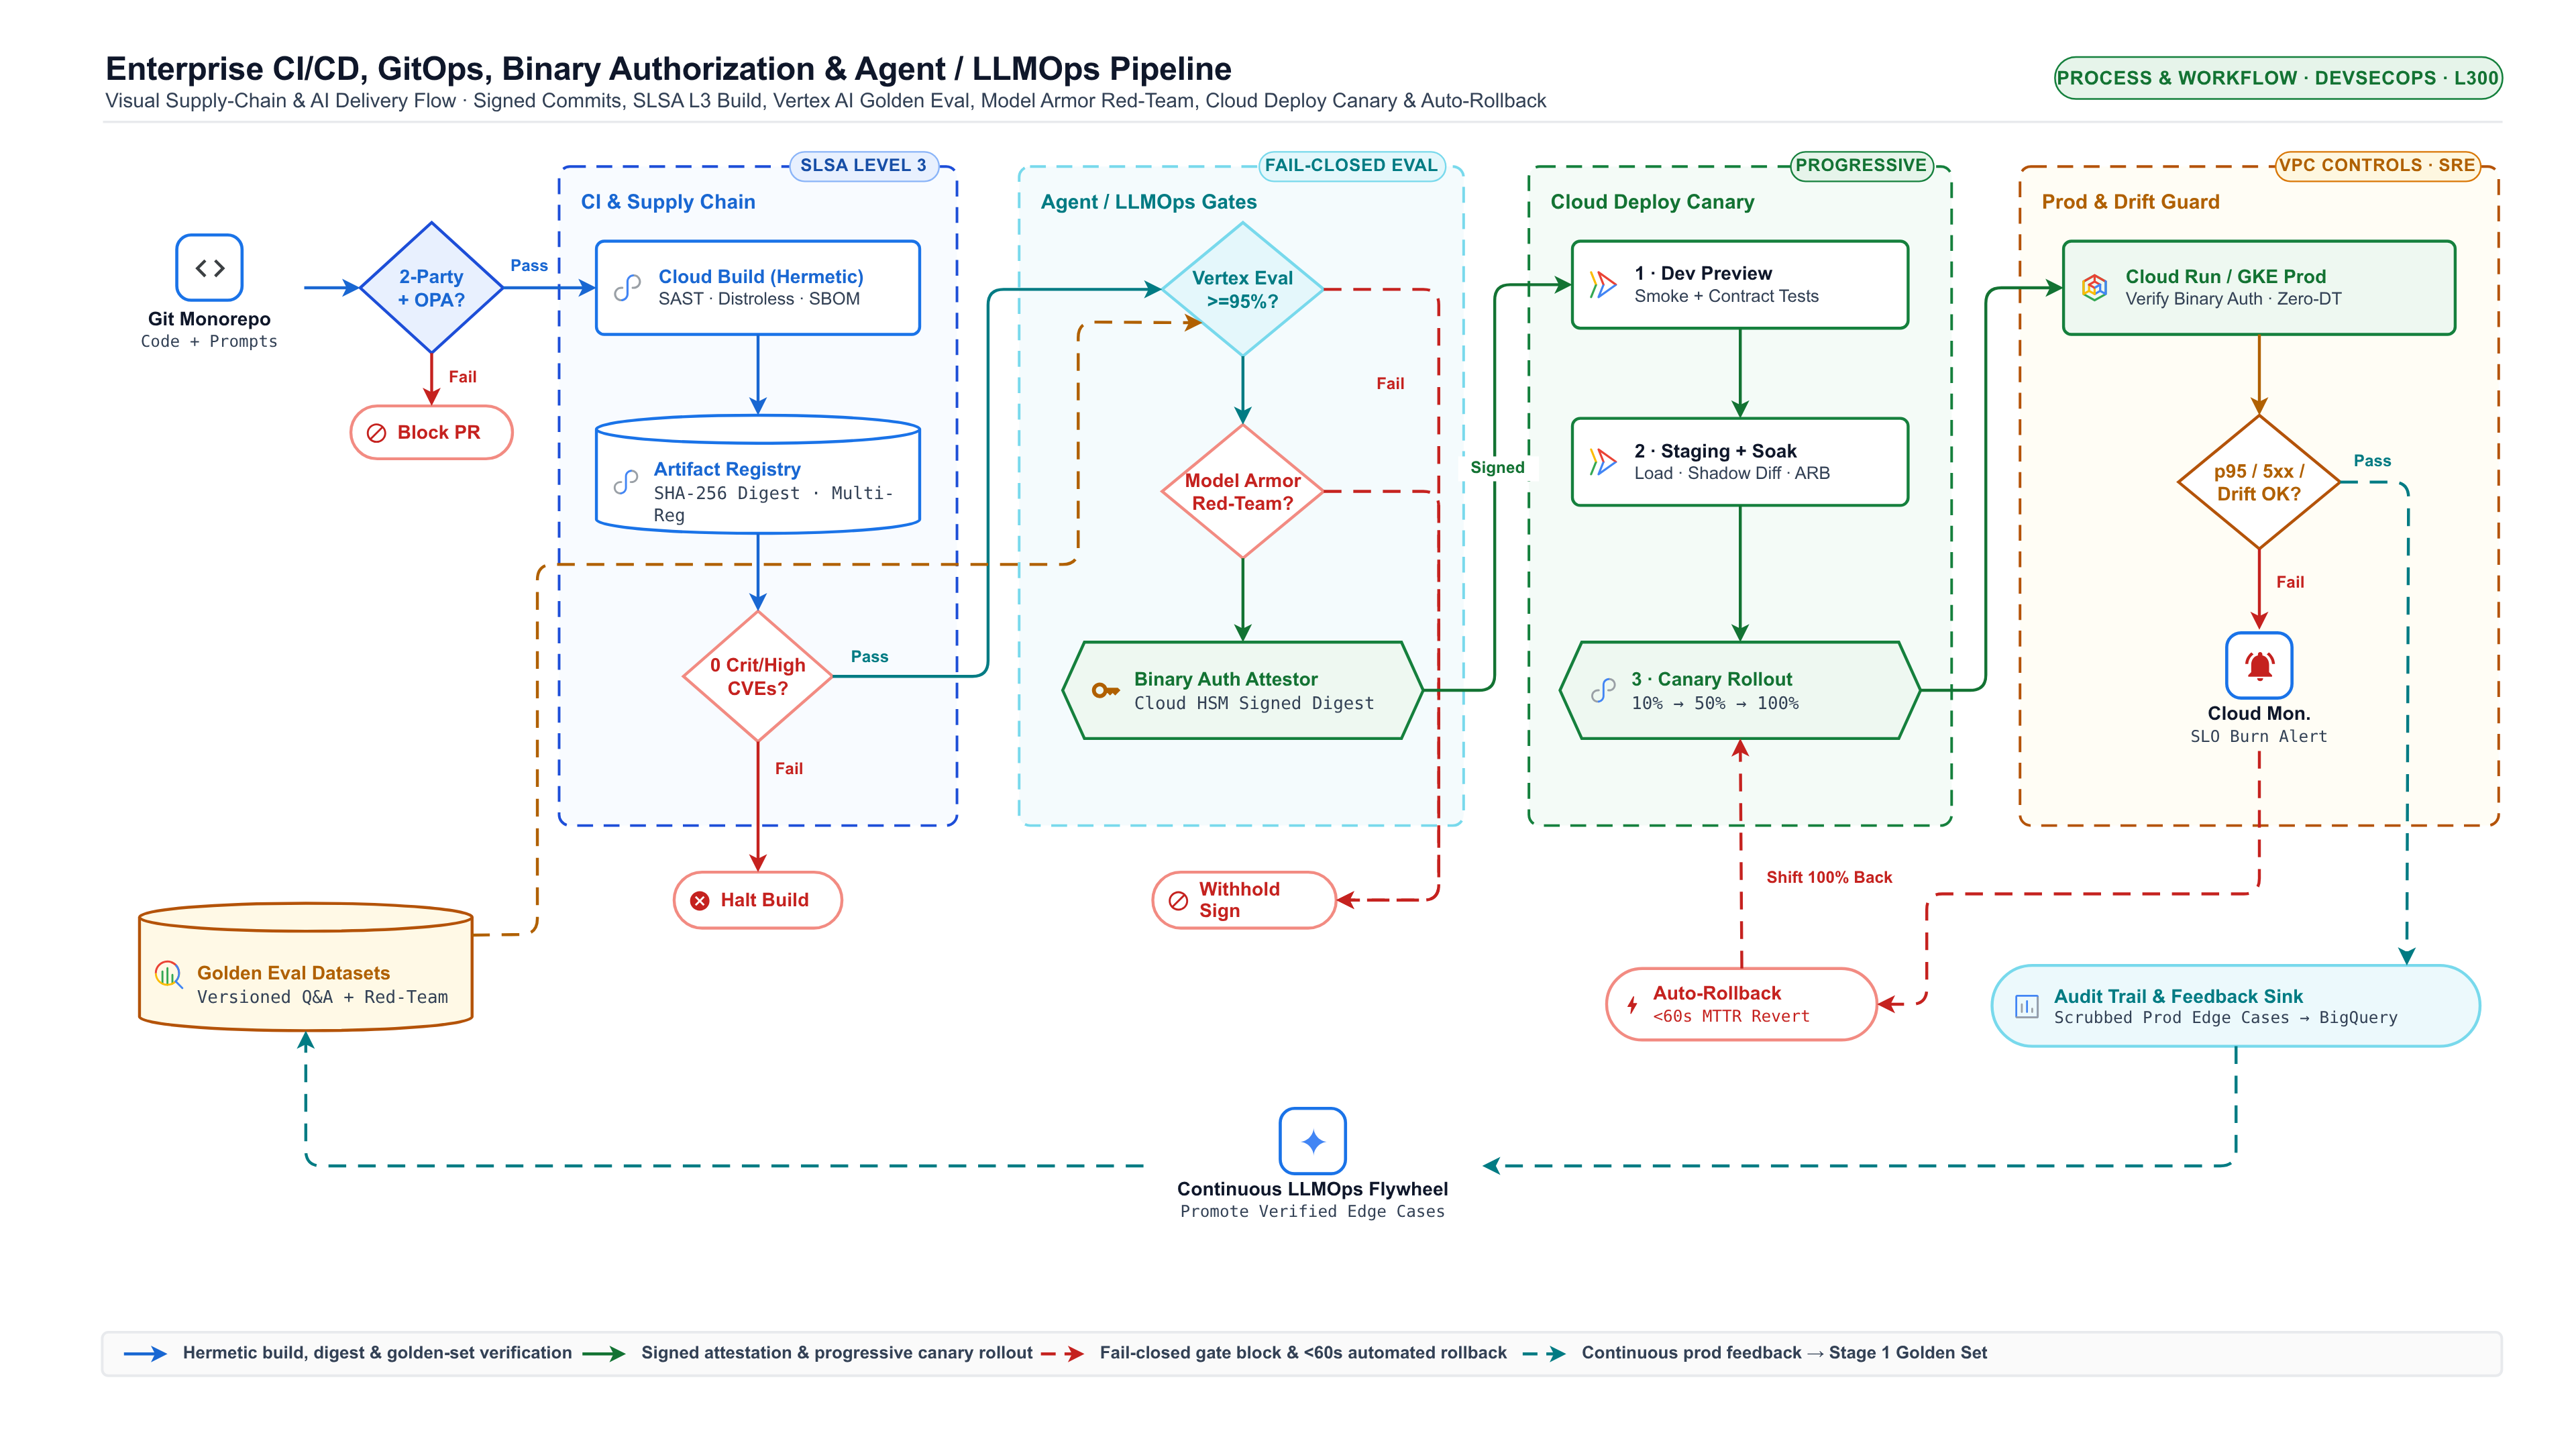 Enterprise CI/CD, GitOps, Binary Authorization & Agent / LLMOps Pipeline
Visual Supply-Chain & AI Delivery Flow · Signed Commits, SLSA L3 Build, Vertex AI Golden Eval, Model Armor Red-Team, Cloud Deploy Canary & Auto-Rollback
PROCESS & WORKFLOW · DEVSECOPS · L300
Git Monorepo
Code + Prompts
2-Party
+ OPA?
Pass
Fail
Block PR
SLSA LEVEL 3
CI & Supply Chain
Cloud Build (Hermetic)
SAST · Distroless · SBOM
Artifact Registry
SHA-256 Digest · Multi-
Reg
0 Crit/High
CVEs?
Pass
Fail
Halt Build
FAIL-CLOSED EVAL
Agent / LLMOps Gates
Vertex Eval
>=95%?
Fail
Model Armor
Red-Team?
Binary Auth Attestor
Cloud HSM Signed Digest
Withhold
Sign
Signed
PROGRESSIVE
Cloud Deploy Canary
1 · Dev Preview
Smoke + Contract Tests
2 · Staging + Soak
Load · Shadow Diff · ARB
3 · Canary Rollout
10% → 50% → 100%
Shift 100% Back
Auto-Rollback
<60s MTTR Revert
VPC CONTROLS · SRE
Prod & Drift Guard
Cloud Run / GKE Prod
Verify Binary Auth · Zero-DT
p95 / 5xx /
Drift OK?
Pass
Fail
Cloud Mon.
SLO Burn Alert
Audit Trail & Feedback Sink
Scrubbed Prod Edge Cases → BigQuery
Golden Eval Datasets
Versioned Q&A + Red-Team
Continuous LLMOps Flywheel
Promote Verified Edge Cases
Hermetic build, digest & golden-set verification
Signed attestation & progressive canary rollout
Fail-closed gate block & <60s automated rollback
Continuous prod feedback → Stage 1 Golden Set